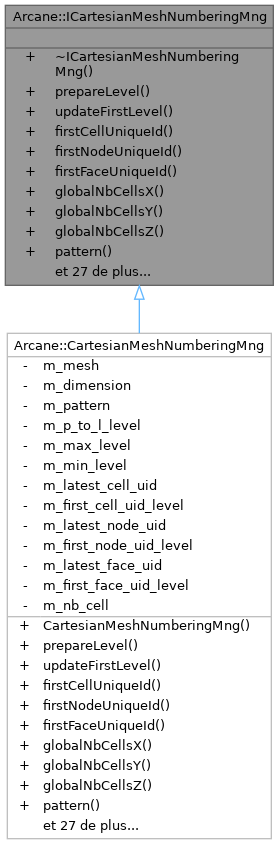 Arcane::ICartesianMeshNumberingMng
+ ~ICartesianMeshNumbering
Mng()
+ prepareLevel()
+ updateFirstLevel()
+ firstCellUniqueId()
+ firstNodeUniqueId()
+ firstFaceUniqueId()
+ globalNbCellsX()
+ globalNbCellsY()
+ globalNbCellsZ()
+ pattern()
et 27 de plus...
Arcane::CartesianMeshNumberingMng
- m_mesh
- m_dimension
- m_pattern
- m_p_to_l_level
- m_max_level
- m_min_level
- m_latest_cell_uid
- m_first_cell_uid_level
- m_latest_node_uid
- m_first_node_uid_level
- m_latest_face_uid
- m_first_face_uid_level
- m_nb_cell
+ CartesianMeshNumberingMng()
+ prepareLevel()
+ updateFirstLevel()
+ firstCellUniqueId()
+ firstNodeUniqueId()
+ firstFaceUniqueId()
+ globalNbCellsX()
+ globalNbCellsY()
+ globalNbCellsZ()
+ pattern()
et 27 de plus...